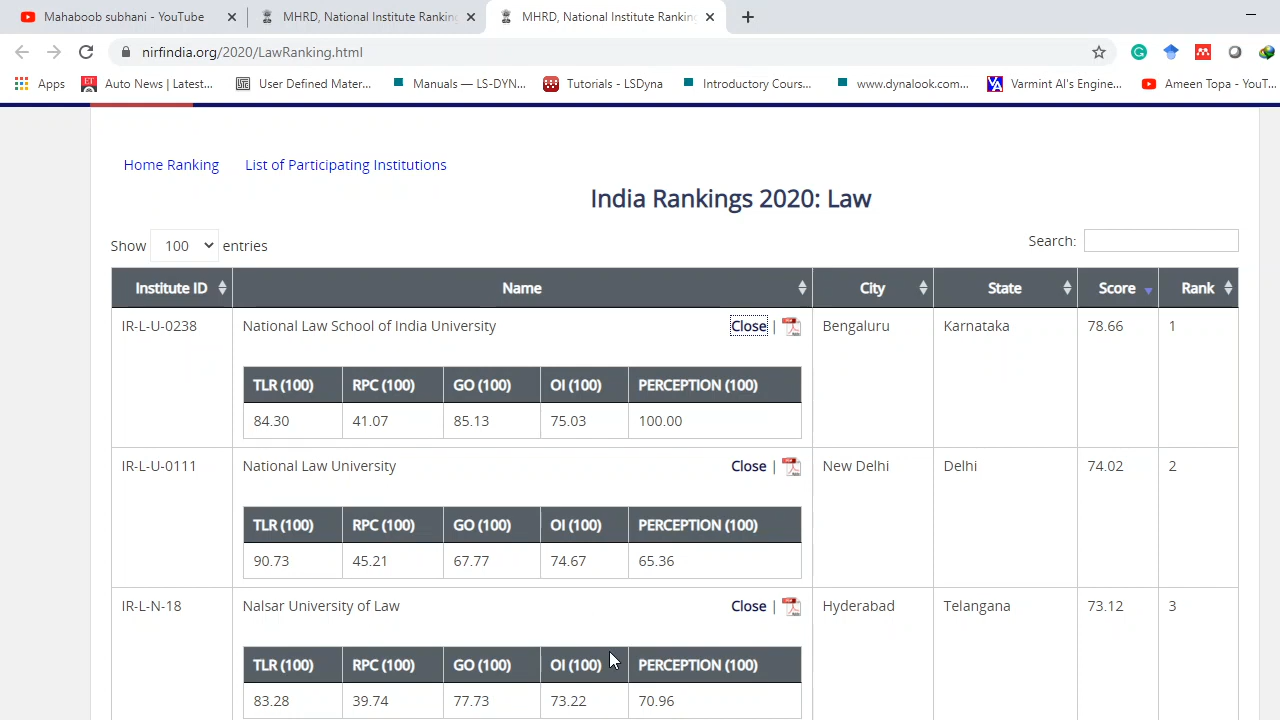 Mahaboob subhani - YouTube
MHRD, National Institute Ranking
MHRD, National Institute Ranking
nirfindia.org/2020/LawRanking.html
Apps
Auto News | Latest...
User Defined Mater...
Manuals — LS-DYN...
Tutorials - LSDyna
Introductory Cours...
www.dynalook.com...
Varmint Al's Engine...
Ameen Topa - YouT...
Home Ranking
List of Participating Institutions
India Rankings 2020: Law
Show 100 entries
Search:
Institute ID Name City State Score Rank
IR-L-U-0238 National Law School of India University Close | Bengaluru Karnataka 78.66 1
TLR (100) RPC (100) GO (100) OI (100) PERCEPTION (100)
84.30 41.07 85.13 75.03 100.00
IR-L-U-0111 National Law University Close | New Delhi Delhi 74.02 2
TLR (100) RPC (100) GO (100) OI (100) PERCEPTION (100)
90.73 45.21 67.77 74.67 65.36
IR-L-N-18 Nalsar University of Law Close | Hyderabad Telangana 73.12 3
TLR (100) RPC (100) GO (100) OI (100) PERCEPTION (100)
83.28 39.74 77.73 73.22 70.96